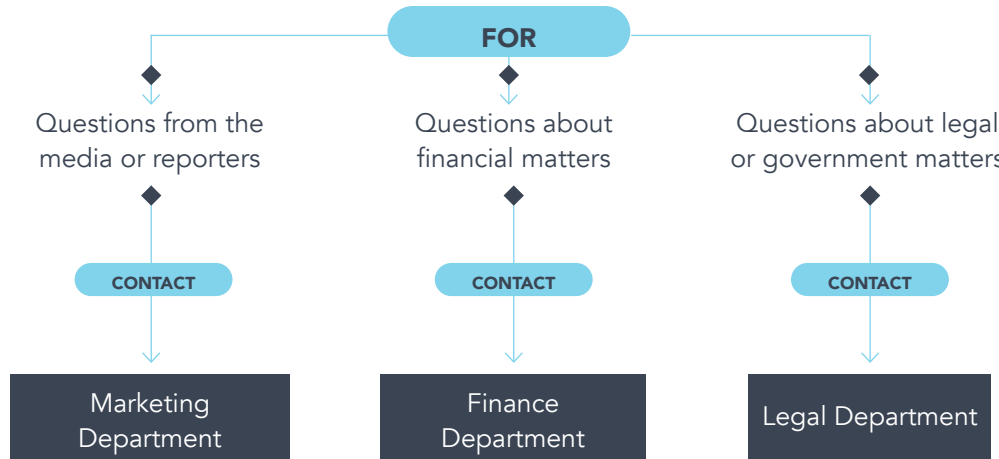 FOR
Questions from the
media or reporters
Questions about
financial matters
Questions about legal
or government matters
CONTACT
CONTACT
CONTACT
Marketing
Department
Finance
Department
Legal Department